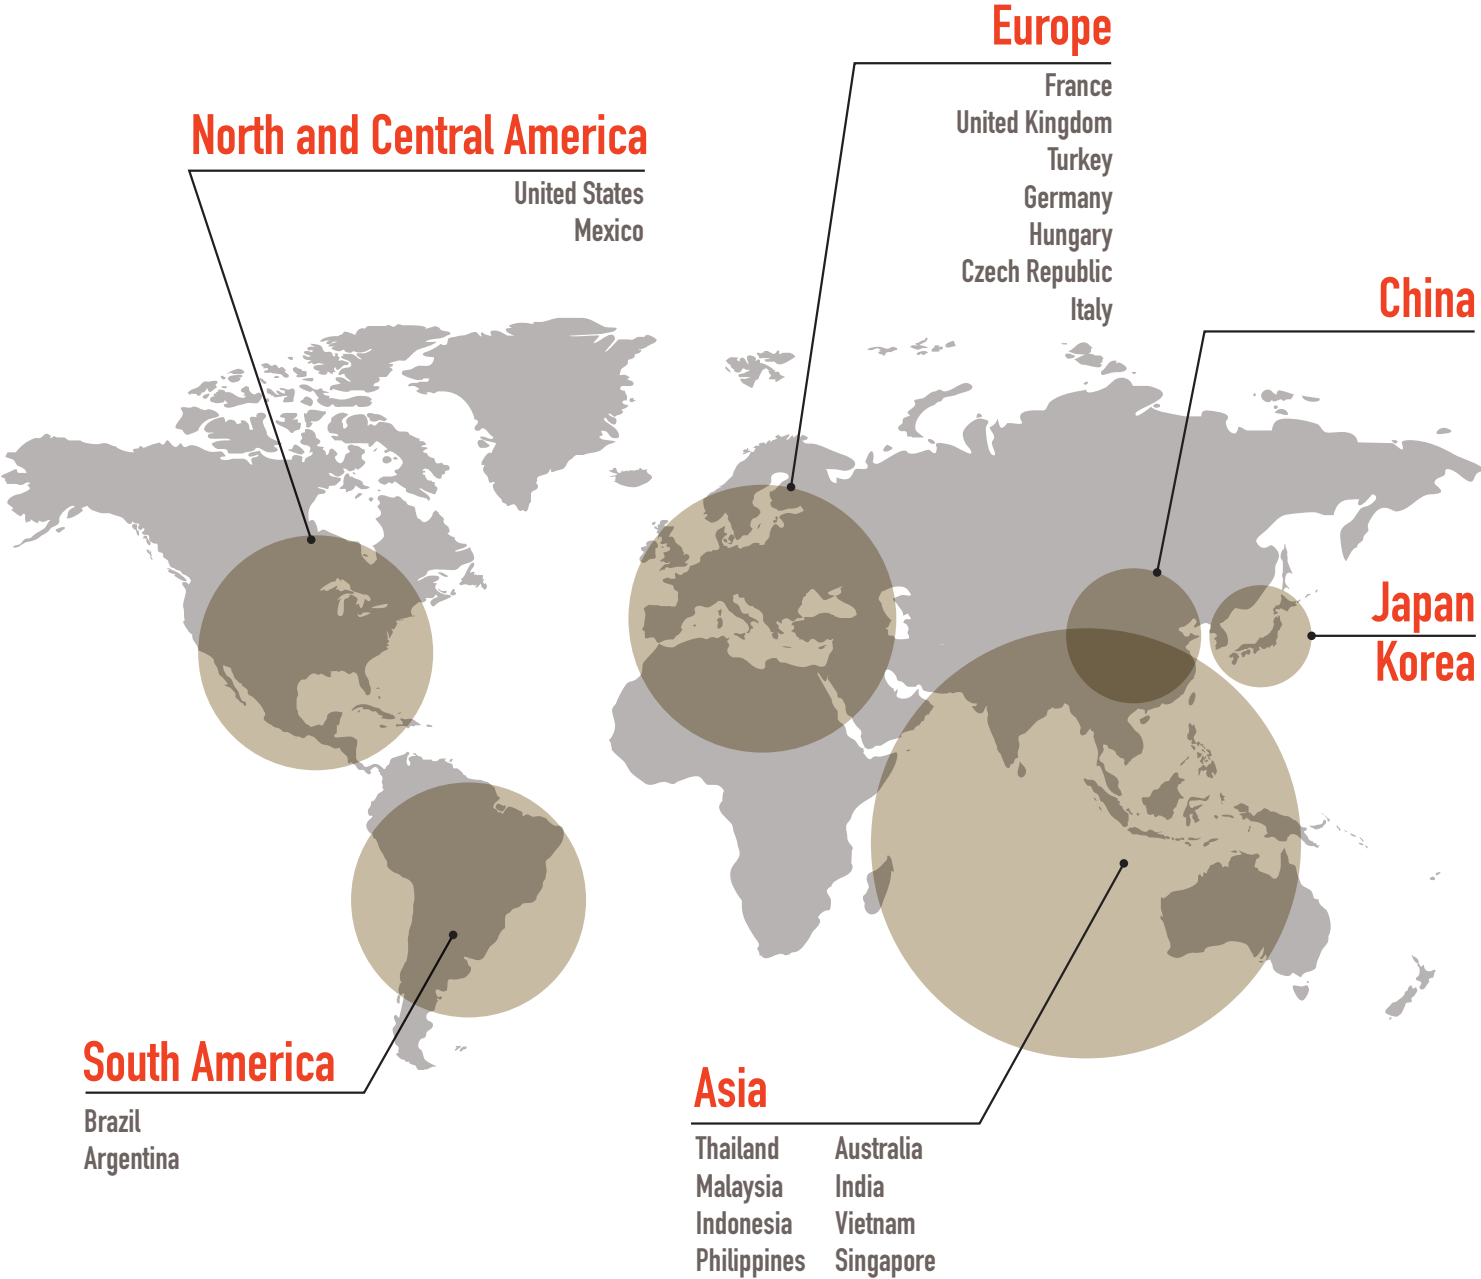 Europe
France
United Kingdom
Turkey
Germany
Hungary
Czech Republic
Italy
North and Central America
United States
Mexico
China
Japan
Korea
South America
Brazil
Argentina
Asia
Thailand
Malaysia
Indonesia
Philippines
Australia
India
Vietnam
Singapore